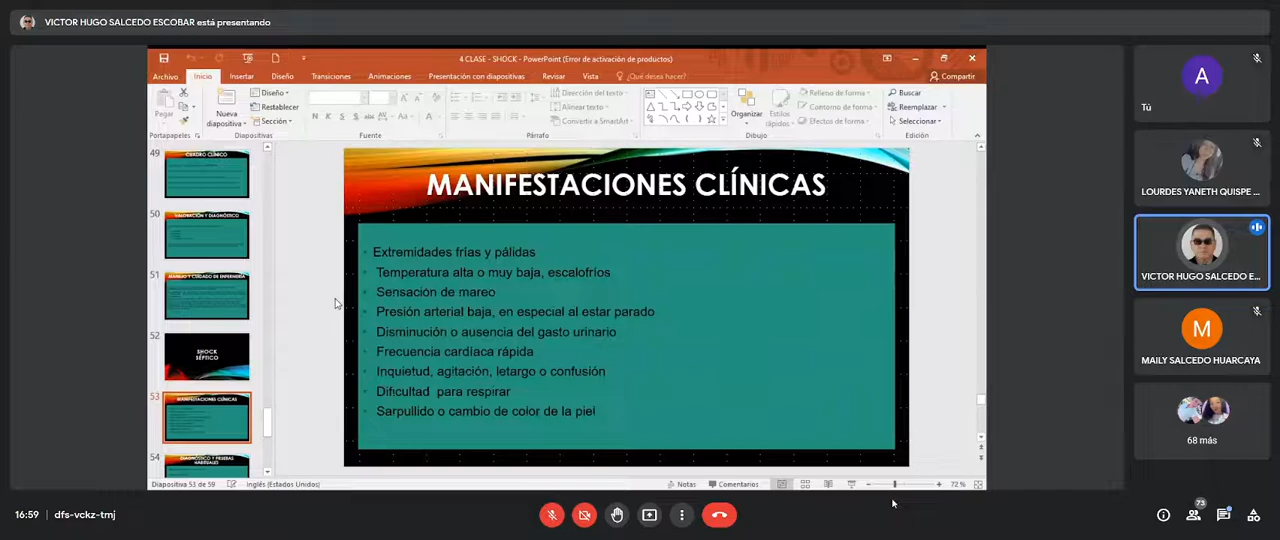 VICTOR HUGO SALCEDO ESCOBAR está presentando
4 CLASE - SHOCK - PowerPoint (Error de activación de productos)
Archivo Inicio Insertar Diseño Transiciones Animaciones Presentación con diapositivas Revisar Vista ¿Qué desea hacer? Compartir
Pegar
Portapapeles
Nueva diapositiva
Diseño
Restablecer
Sección
Diapositivas
N K S
Fuente
Dirección del texto
Alinear texto
Convertir a SmartArt
Párrafo
Organizar
Estilos rápidos
Relleno de forma
Contorno de forma
Efectos de forma
Dibujo
Buscar
Reemplazar
Seleccionar
Edición
49
CUADRO CLÍNICO
50
VALORACIÓN Y DIAGNÓSTICO
51
MANEJO Y CUIDADO DE ENFERMERÍA
52
SHOCK
SÉPTICO
53
MANIFESTACIONES CLÍNICAS
54
DIAGNÓSTICO Y PRUEBAS
HABITUALES
MANIFESTACIONES CLÍNICAS
Extremidades frías y pálidas
Temperatura alta o muy baja, escalofríos
Sensación de mareo
Presión arterial baja, en especial al estar parado
Disminución o ausencia del gasto urinario
Frecuencia cardíaca rápida
Inquietud, agitación, letargo o confusión
Dificultad para respirar
Sarpullido o cambio de color de la piel
Diapositiva 53 de 59 Inglés (Estados Unidos) Notas Comentarios 72 %
A
Tú
LOURDES YANETH QUISPE ...
VICTOR HUGO SALCEDO E...
M
MAILY SALCEDO HUARCAYA
68 más
16:59 dfs-vckz-tmj
73